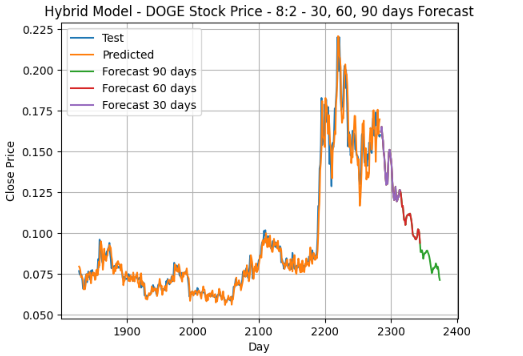 Hybrid Model - DOGE Stock Price - 8:2 - 30, 60, 90 days Forecast
0.225
0.200
0.175
0.150
0.125
0.100
0.075
0.050
Close Price
Test
Predicted
Forecast 90 days
Forecast 60 days
Forecast 30 days
1900
2000
2100
2200
2300
2400
Day